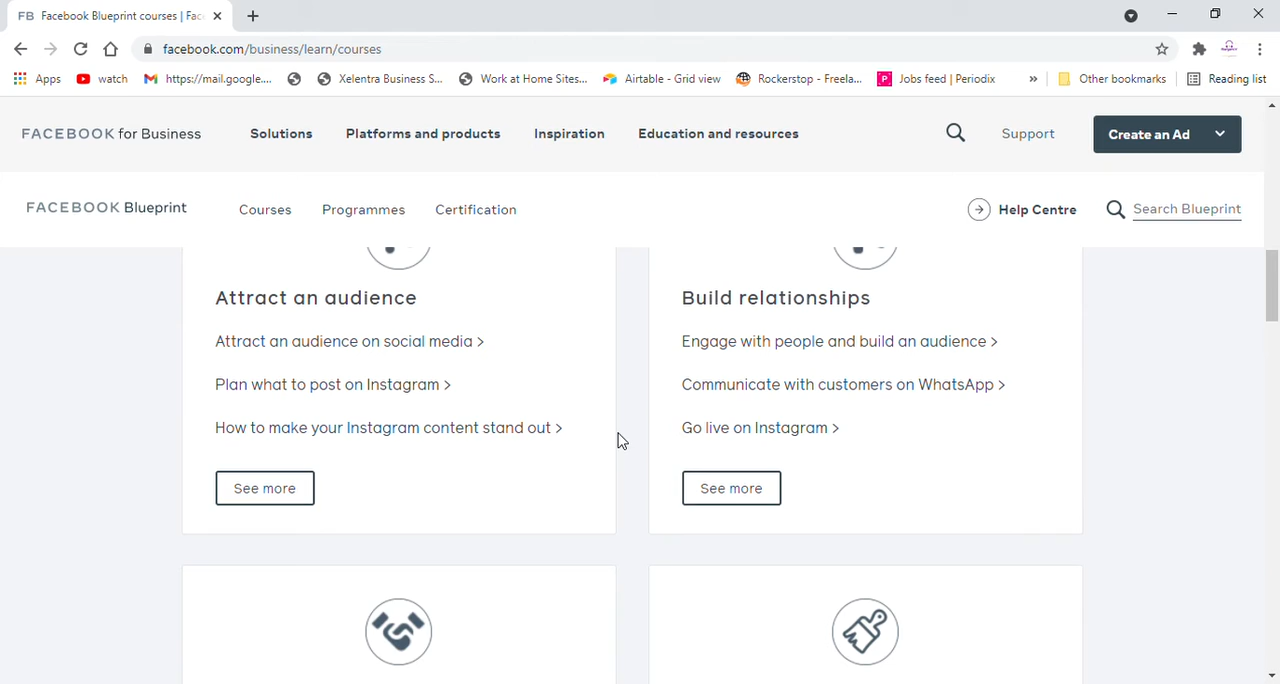 FB Facebook Blueprint courses | Fac
facebook.com/business/learn/courses
Apps watch https://mail.google.... Xelentra Business S... Work at Home Sites... Airtable - Grid view Rockerstop - Freela... P Jobs feed | Periodix » Other bookmarks Reading list
FACEBOOK for Business Solutions Platforms and products Inspiration Education and resources Support Create an Ad
FACEBOOK Blueprint Courses Programmes Certification Help Centre Search Blueprint
Attract an audience
Attract an audience on social media >
Plan what to post on Instagram >
How to make your Instagram content stand out >
See more
Build relationships
Engage with people and build an audience >
Communicate with customers on WhatsApp >
Go live on Instagram >
See more